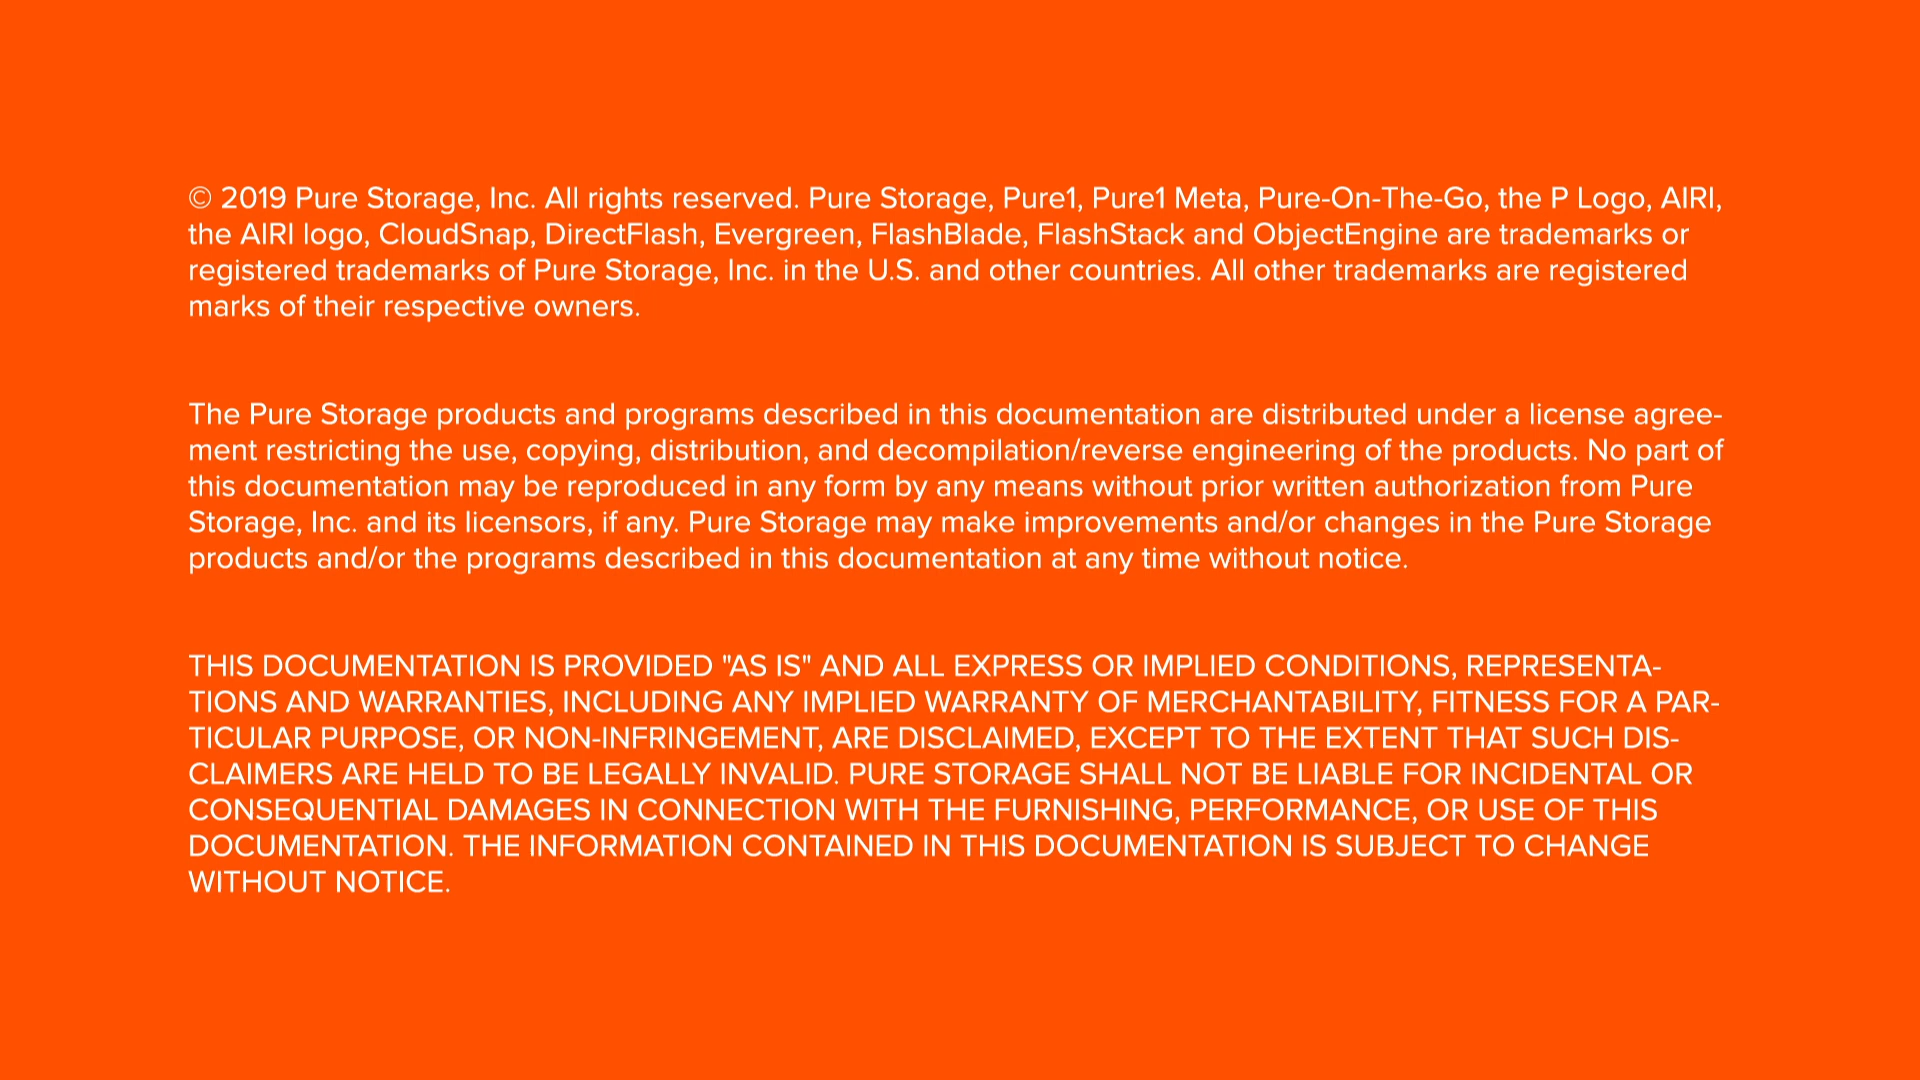 © 2019 Pure Storage, Inc. All rights reserved. Pure Storage, Pure1, Pure1 Meta, Pure-On-The-Go, the P Logo, AIRI,
the AIRI logo, CloudSnap, DirectFlash, Evergreen, FlashBlade, FlashStack and ObjectEngine are trademarks or
registered trademarks of Pure Storage, Inc. in the U.S. and other countries. All other trademarks are registered
marks of their respective owners.
The Pure Storage products and programs described in this documentation are distributed under a license agree-
ment restricting the use, copying, distribution, and decompilation/reverse engineering of the products. No part of
this documentation may be reproduced in any form by any means without prior written authorization from Pure
Storage, Inc. and its licensors, if any. Pure Storage may make improvements and/or changes in the Pure Storage
products and/or the programs described in this documentation at any time without notice.
THIS DOCUMENTATION IS PROVIDED "AS IS" AND ALL EXPRESS OR IMPLIED CONDITIONS, REPRESENTA-
TIONS AND WARRANTIES, INCLUDING ANY IMPLIED WARRANTY OF MERCHANTABILITY, FITNESS FOR A PAR-
TICULAR PURPOSE, OR NON-INFRINGEMENT, ARE DISCLAIMED, EXCEPT TO THE EXTENT THAT SUCH DIS-
CLAIMERS ARE HELD TO BE LEGALLY INVALID. PURE STORAGE SHALL NOT BE LIABLE FOR INCIDENTAL OR
CONSEQUENTIAL DAMAGES IN CONNECTION WITH THE FURNISHING, PERFORMANCE, OR USE OF THIS
DOCUMENTATION. THE INFORMATION CONTAINED IN THIS DOCUMENTATION IS SUBJECT TO CHANGE
WITHOUT NOTICE.